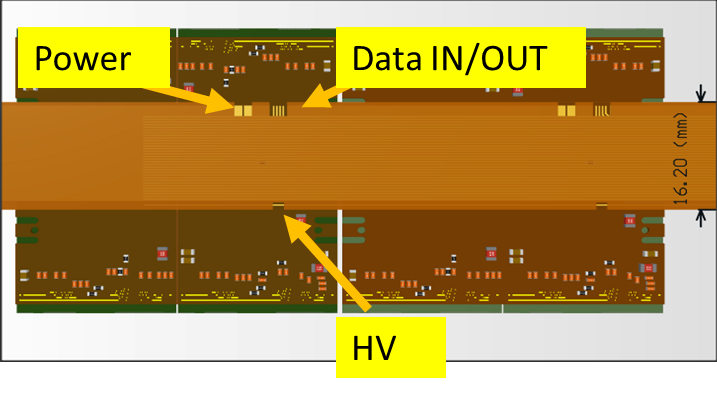 Power
Data IN/OUT
16.20 (mm)
HV